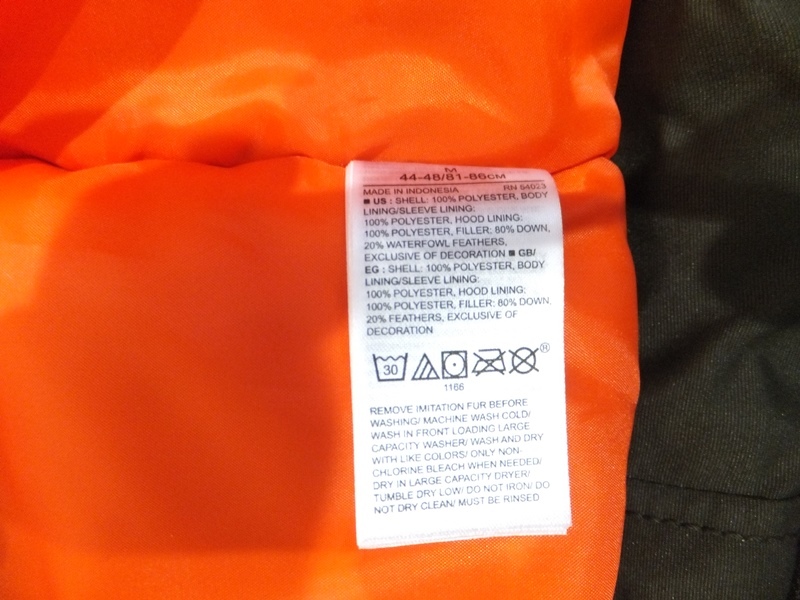 M
44-48/81-86CM
MADE IN INDONESIA RN 54023
■ US : SHELL: 100% POLYESTER, BODY
LINING/SLEEVE LINING:
100% POLYESTER, HOOD LINING:
100% POLYESTER, FILLER: 80% DOWN,
20% WATERFOWL FEATHERS,
EXCLUSIVE OF DECORATION ■ GB/
EG : SHELL: 100% POLYESTER, BODY
LINING/SLEEVE LINING:
100% POLYESTER, HOOD LINING:
100% POLYESTER, FILLER: 80% DOWN,
20% FEATHERS, EXCLUSIVE OF
DECORATION
30 ®
1166
REMOVE IMITATION FUR BEFORE
WASHING/ MACHINE WASH COLD/
WASH IN FRONT LOADING LARGE
CAPACITY WASHER/ WASH AND DRY
WITH LIKE COLORS/ ONLY NON-
CHLORINE BLEACH WHEN NEEDED/
DRY IN LARGE CAPACITY DRYER/
TUMBLE DRY LOW/ DO NOT IRON/ DO
NOT DRY CLEAN/ MUST BE RINSED